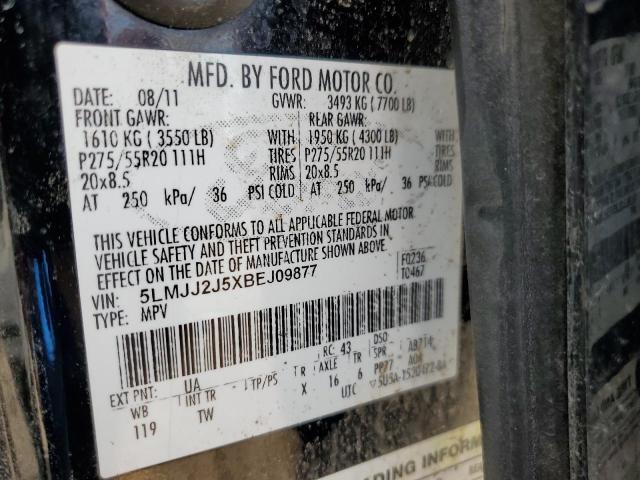 MFD. BY FORD MOTOR CO.
DATE: 08/11 GVWR: 3493 KG ( 7700 LB)
FRONT GAWR: REAR GAWR:
1610 KG ( 3550 LB) WITH 1950 KG ( 4300 LB) WITH
P275/55R20 111H TIRES P275/55R20 111H TIRES
20x8.5 RIMS 20x8.5 RIMS
AT 250 kPa/ 36 PSI COLD AT 250 kPa/ 36 PSI COLD
THIS VEHICLE CONFORMS TO ALL APPLICABLE FEDERAL MOTOR
VEHICLE SAFETY AND THEFT PREVENTION STANDARDS IN
EFFECT ON THE DATE OF MANUFACTURE SHOWN ABOVE.
VIN: 5LMJJ2J5XBEJ09877
TYPE: MPV
F0236
T0467
EXT PNT: UA RC: 43 DSO
WB INT TR TP/PS R AXLE TR SPR
119 TW X 16 6 PP77
UTC
ADING INFORM